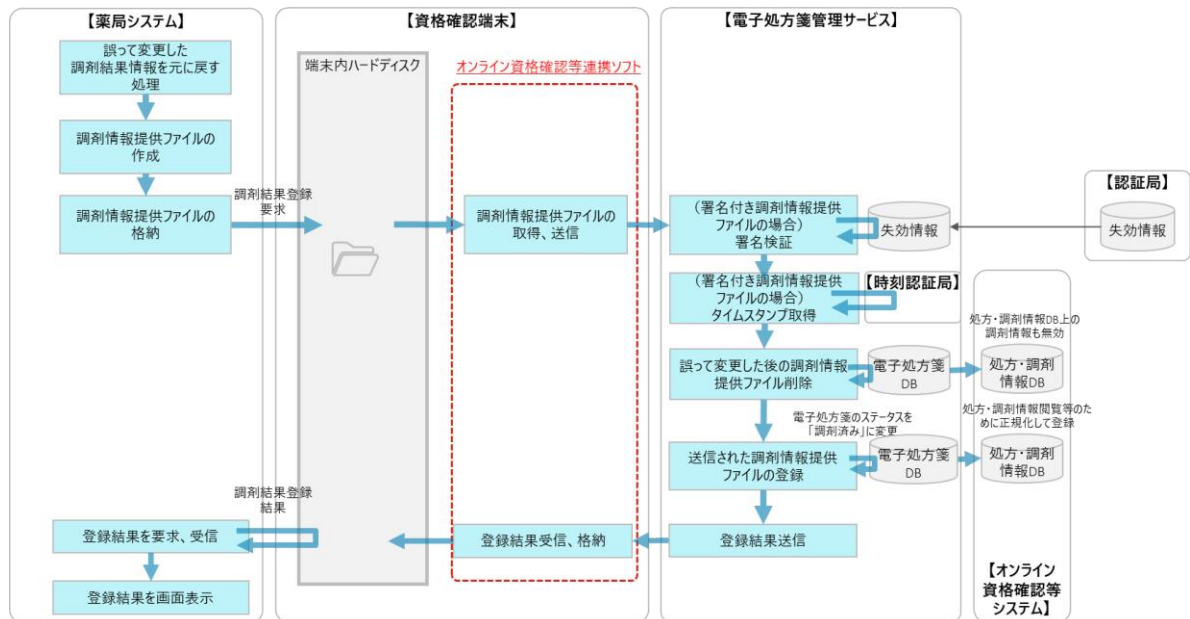 【薬局システム】
誤って変更した
調剤結果情報を元に戻す
処理
調剤情報提供ファイルの
作成
調剤情報提供ファイルの
格納
調剤結果登録
要求
【資格確認端末】
端末内ハードディスク
オンライン資格確認等連携ソフト
調剤情報提供ファイルの
取得、送信
【電子処方箋管理サービス】
（署名付き調剤情報提供
ファイルの場合）
署名検証
失効情報
【認証局】
失効情報
（署名付き調剤情報提供
ファイルの場合）
タイムスタンプ取得
【時刻認証局】
誤って変更した後の調剤情報
提供ファイル削除
電子処方箋
DB
処方・調剤情報DB上の
調剤情報も無効
処方・調剤
情報DB
電子処方箋のステータスを
「調剤済み」に変更
送信された調剤情報提供
ファイルの登録
電子処方箋
DB
処方・調剤情報閲覧等のた
めに正規化して登録
処方・調剤
情報DB
登録結果送信
登録結果受信、格納
調剤結果登録
結果
登録結果を要求、受信
登録結果を画面表示
【オンライン
資格確認等
システム】